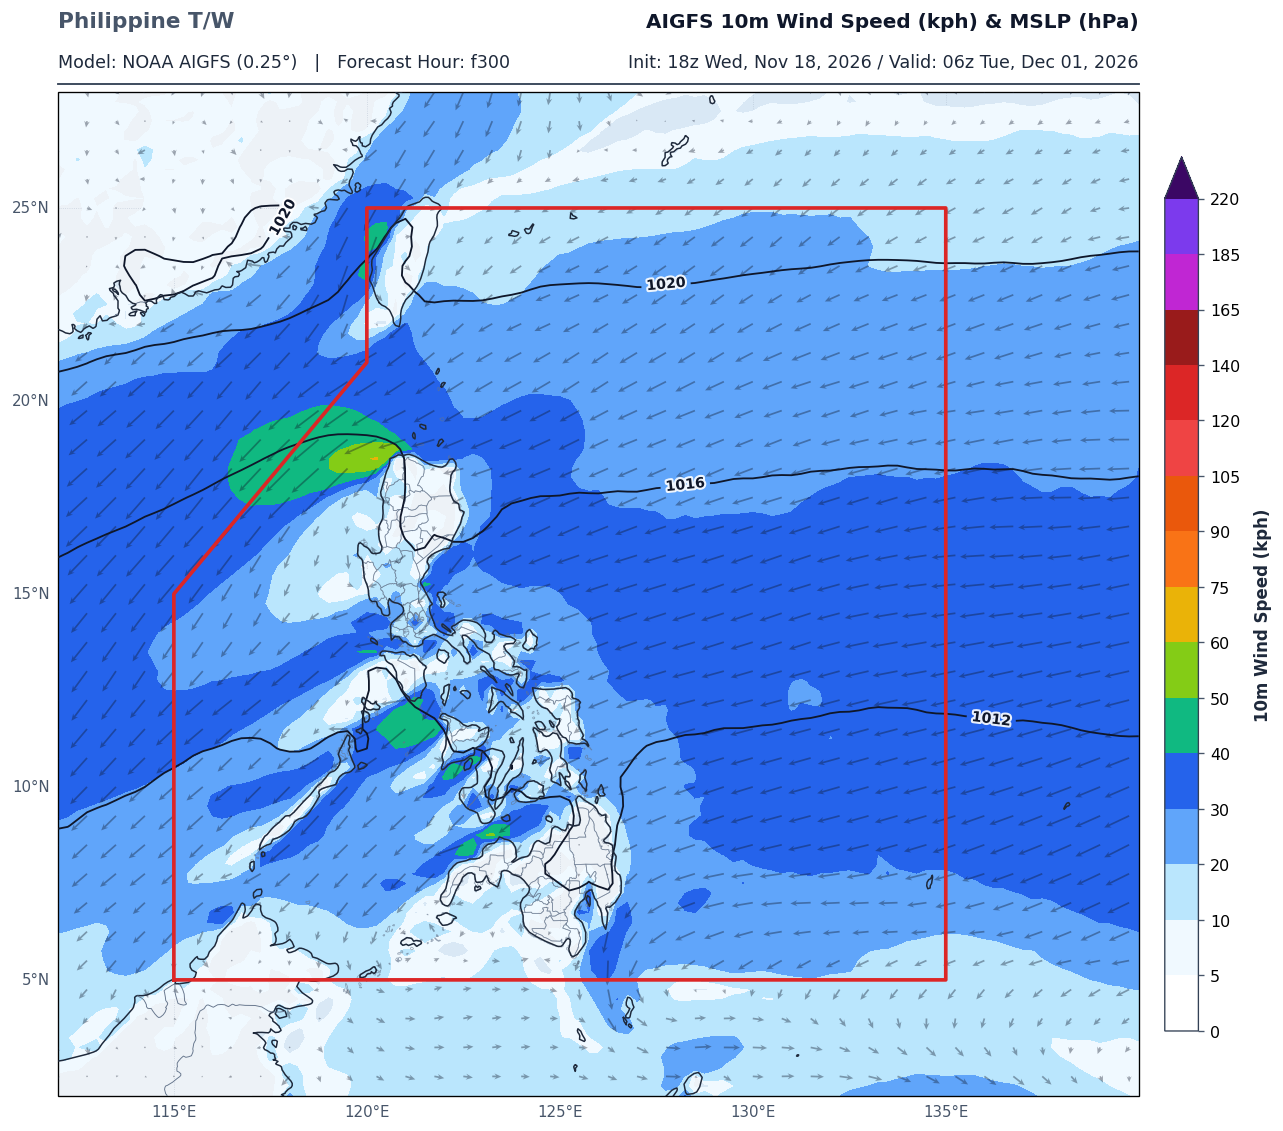 Philippine T/W
AIGFS 10m Wind Speed (kph) & MSLP (hPa)
Model: NOAA AIGFS (0.25°)   |   Forecast Hour: f300
Init: 18z Wed, Nov 18, 2026 / Valid: 06z Tue, Dec 01, 2026
25°N
20°N
15°N
10°N
5°N
115°E
120°E
125°E
130°E
135°E
1020
1020
1016
1012
220
185
165
140
120
105
90
75
60
50
40
30
20
10
5
0
10m Wind Speed (kph)